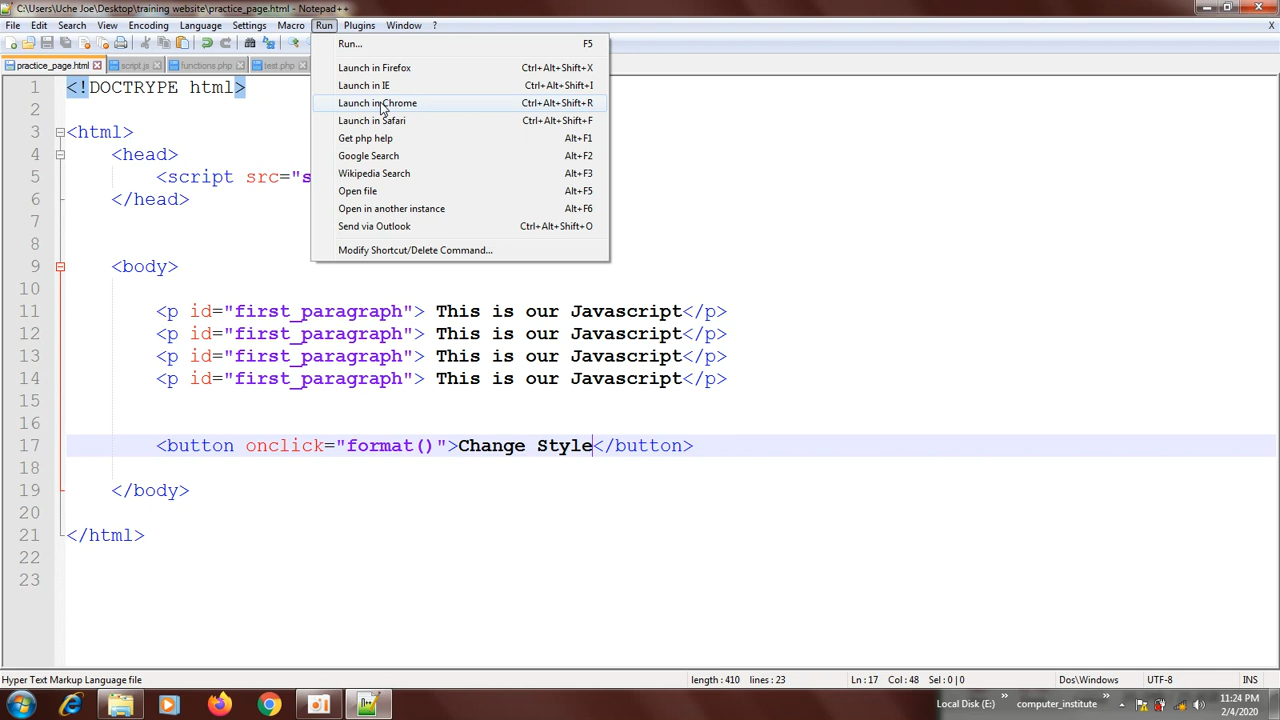 C:\Users\Uche Joe\Desktop\training website\practice_page.html - Notepad++
File Edit Search View Encoding Language Settings Macro Run Plugins Window ?
practice_page.html script.js functions.php test.php
Run... F5
Launch in Firefox Ctrl+Alt+Shift+X
Launch in IE Ctrl+Alt+Shift+I
Launch in Chrome Ctrl+Alt+Shift+R
Launch in Safari Ctrl+Alt+Shift+F
Get php help Alt+F1
Google Search Alt+F2
Wikipedia Search Alt+F3
Open file Alt+F5
Open in another instance Alt+F6
Send via Outlook Ctrl+Alt+Shift+O
Modify Shortcut/Delete Command...
1 <!DOCTRYPE html>
2
3 <html>
4 <head>
5 <script src="s
6 </head>
7
8
9 <body>
10
11 <p id="first_paragraph"> This is our Javascript</p>
12 <p id="first_paragraph"> This is our Javascript</p>
13 <p id="first_paragraph"> This is our Javascript</p>
14 <p id="first_paragraph"> This is our Javascript</p>
15
16
17 <button onclick="format()">Change Style</button>
18
19 </body>
20
21 </html>
22
23
Hyper Text Markup Language file length : 410 lines : 23 Ln : 17 Col : 48 Sel : 0 | 0 Dos\Windows UTF-8 INS
Local Disk (E:) » computer_institute » 11:24 PM
2/4/2020